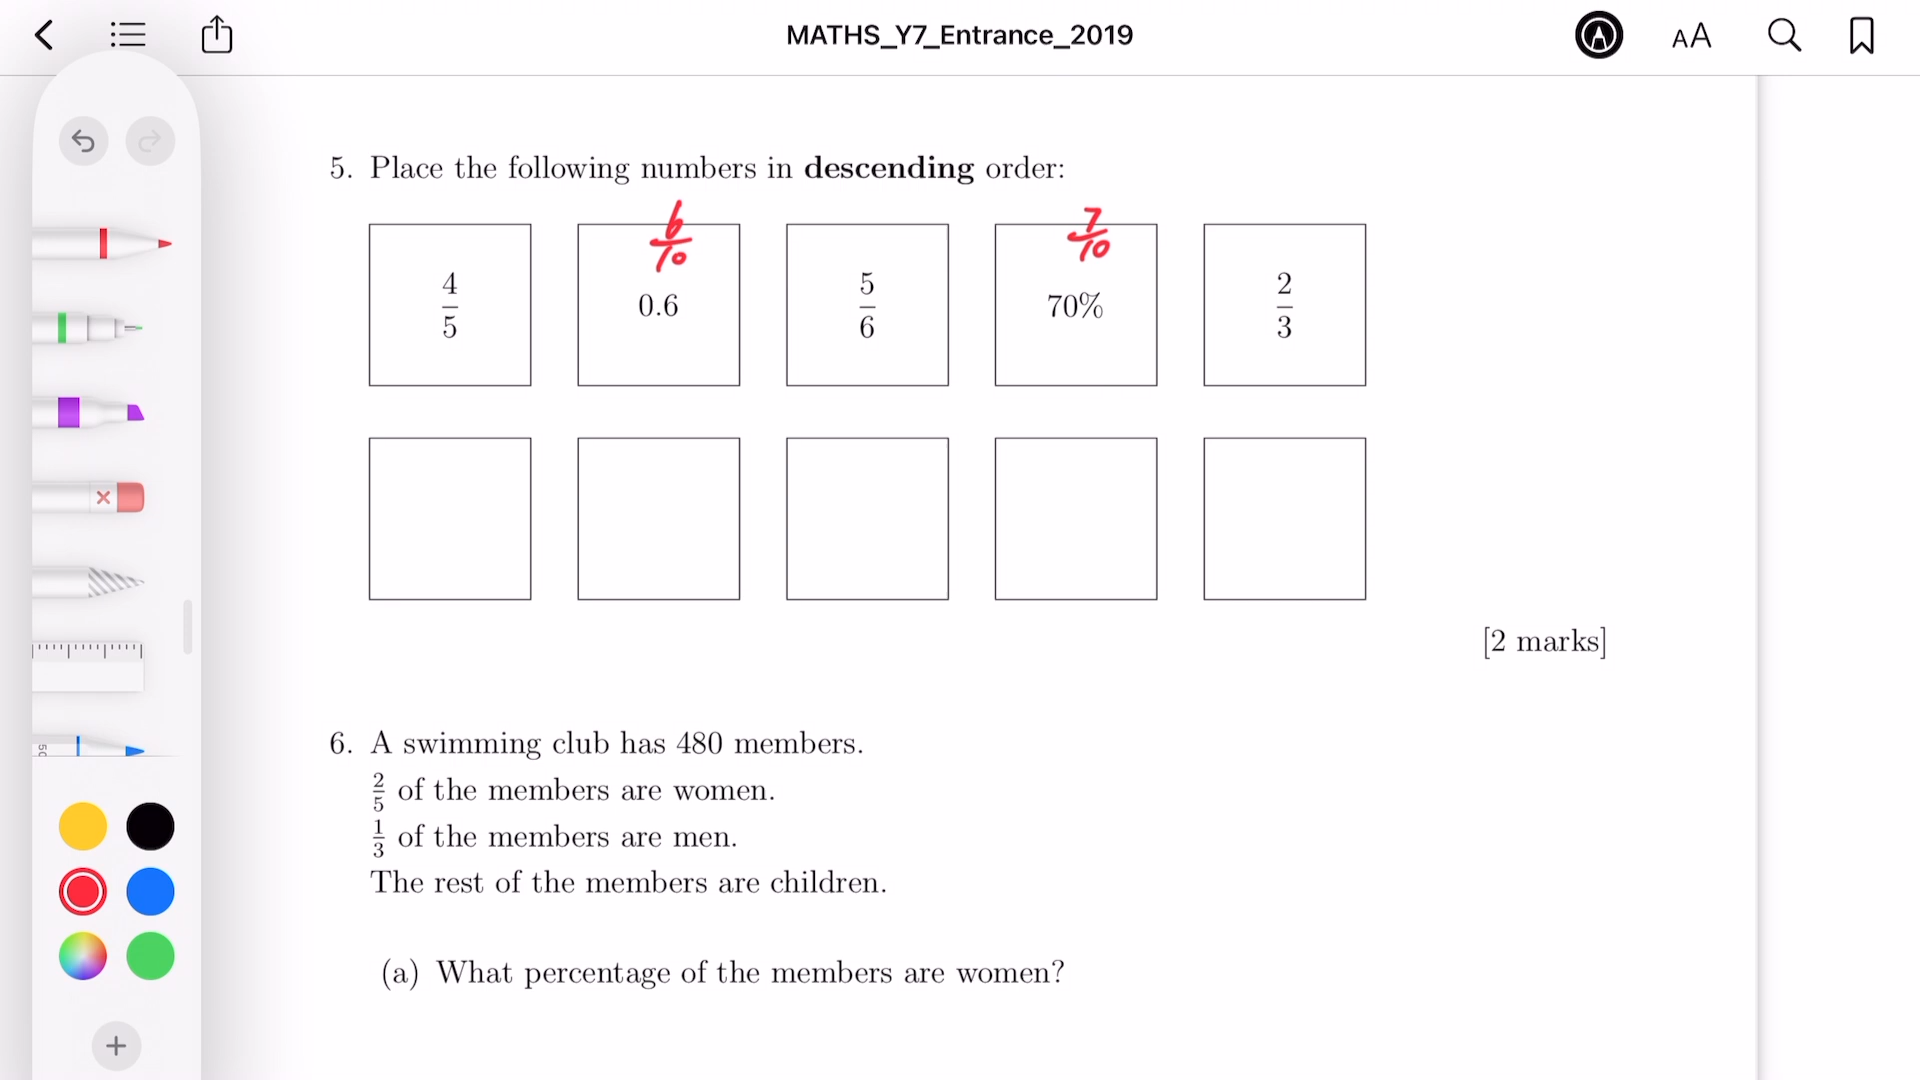 MATHS_Y7_Entrance_2019
AA
5. Place the following numbers in descending order:
6/10 7/10
4/5 0.6 5/6 70% 2/3
[2 marks]
6. A swimming club has 480 members.
2/5 of the members are women.
1/3 of the members are men.
The rest of the members are children.
(a) What percentage of the members are women?